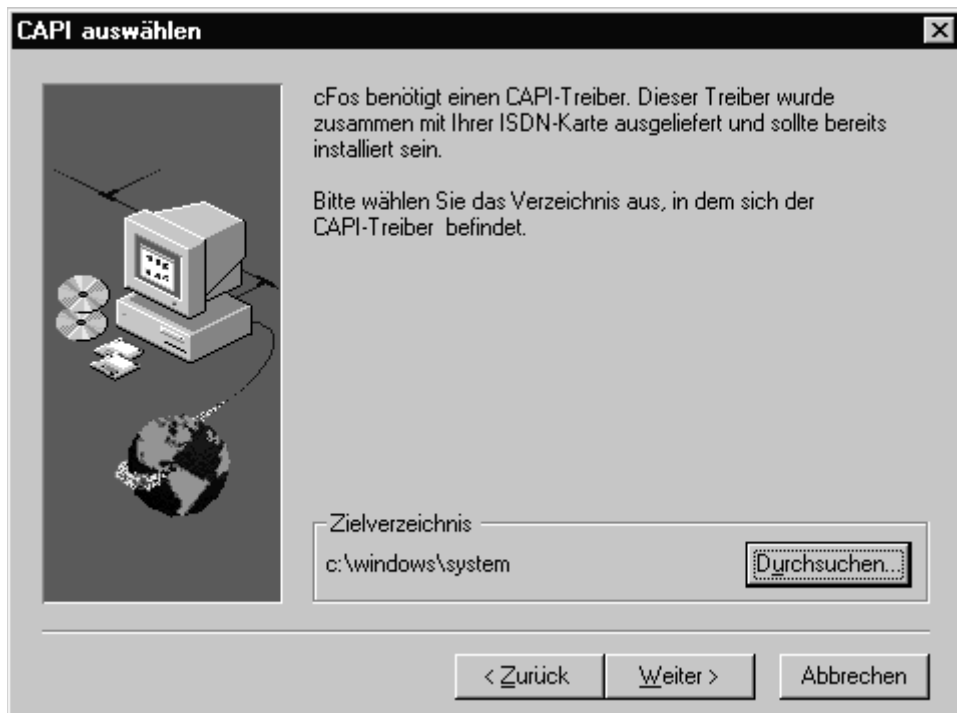 CAPI auswählen
cFos benötigt einen CAPI-Treiber. Dieser Treiber wurde
zusammen mit Ihrer ISDN-Karte ausgeliefert und sollte bereits
installiert sein.
Bitte wählen Sie das Verzeichnis aus, in dem sich der
CAPI-Treiber befindet.
Zielverzeichnis
c:\windows\system
Durchsuchen...
< Zurück
Weiter >
Abbrechen